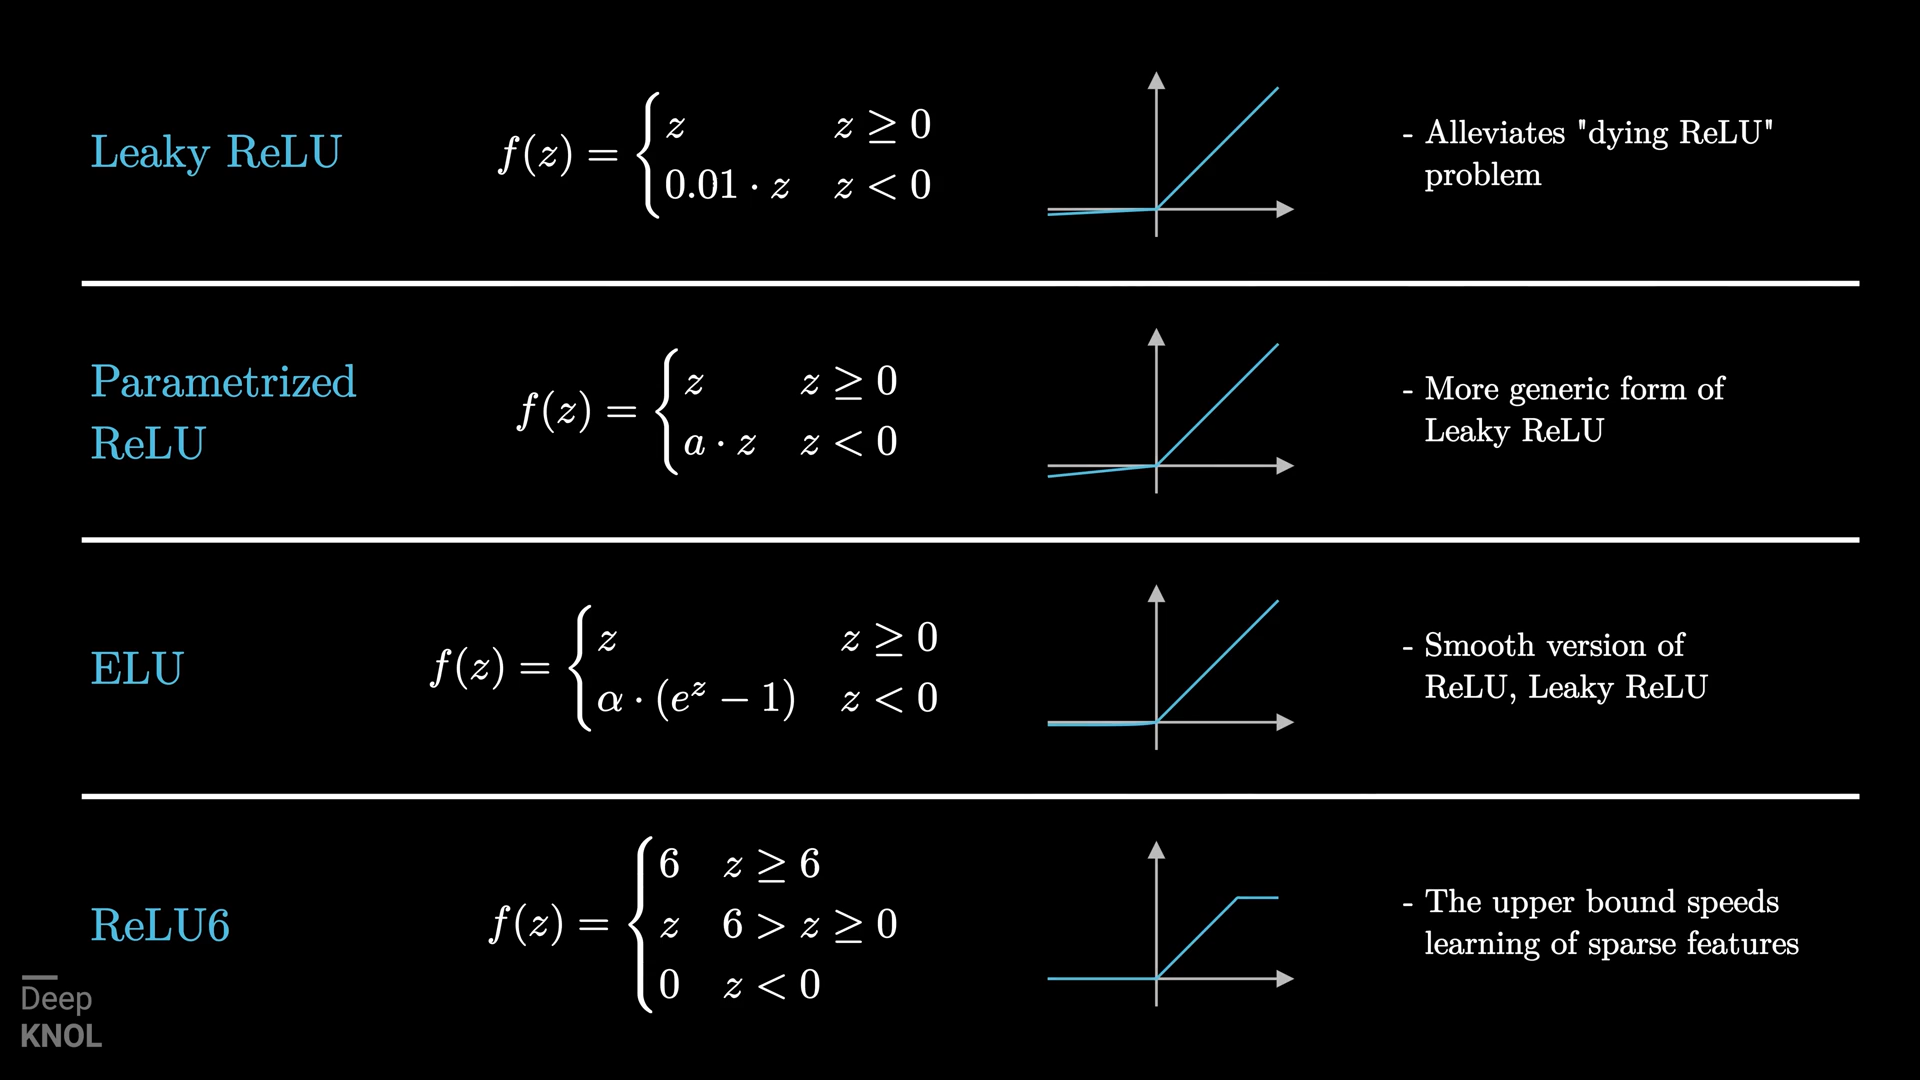 Leaky ReLU
f(z) = { z z ≥ 0
0.01 · z z < 0
- Alleviates "dying ReLU"
problem
Parametrized
ReLU
f(z) = { z z ≥ 0
a · z z < 0
- More generic form of
Leaky ReLU
ELU
f(z) = { z z ≥ 0
α · (e^z − 1) z < 0
- Smooth version of
ReLU, Leaky ReLU
ReLU6
f(z) = { 6 z ≥ 6
z 6 > z ≥ 0
0 z < 0
- The upper bound speeds
learning of sparse features
Deep
KNOL